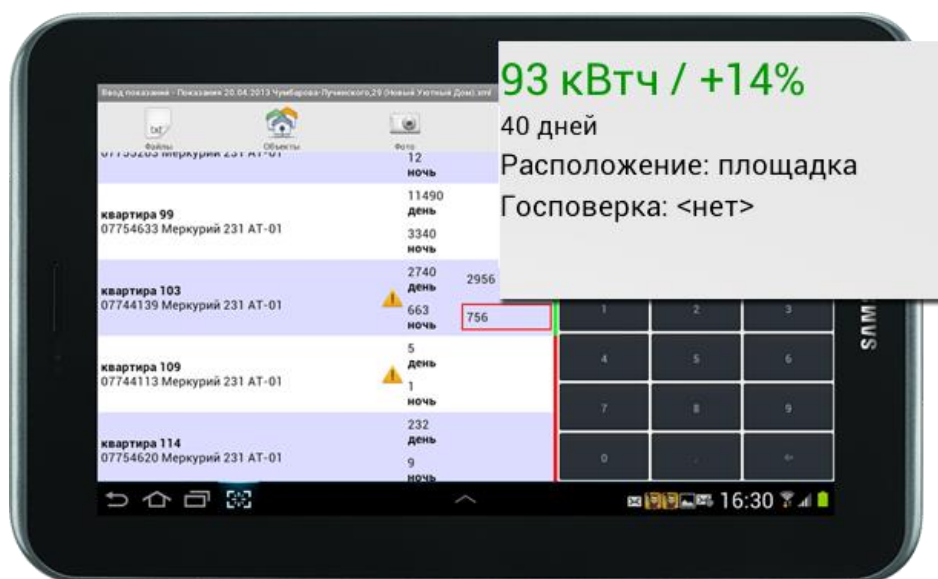 93 кВтч / +14%
40 дней
Расположение: площадка
Госповерка: <нет>
Ввод показаний - Показания 20.04.2013 Чумбарова-Лучинского,29 (Новый Уютный Дом).xml
txt
Файлы
Объекты
Фото
07753203 Меркурий 231 АТ-01
12
ночь
квартира 99
07754633 Меркурий 231 АТ-01
11490
день
3340
ночь
квартира 103
07744139 Меркурий 231 АТ-01
2740
день
2956
663
ночь
756
квартира 109
07744113 Меркурий 231 АТ-01
5
день
1
ночь
квартира 114
07754620 Меркурий 231 АТ-01
232
день
9
ночь
1 2 3
4 5 6
7 8 9
0 .
16:30